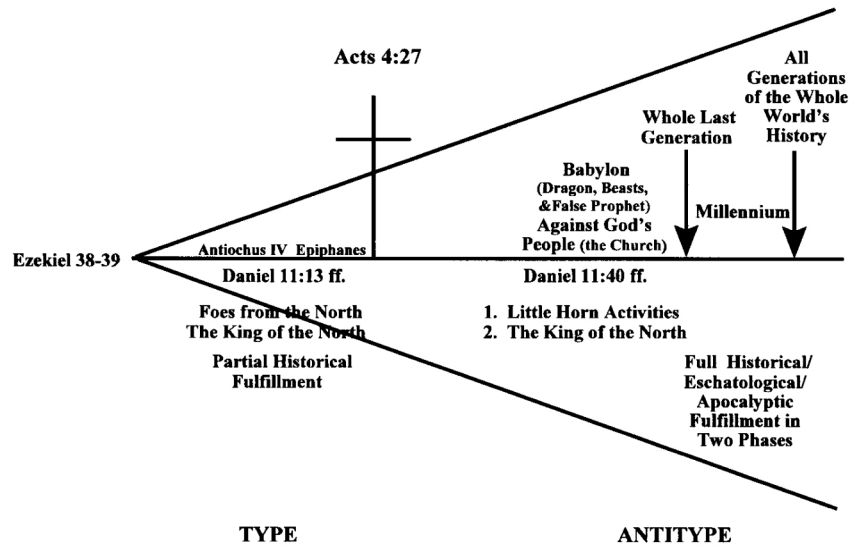 Acts 4:27
All
Generations
of the Whole
World's
History
Whole Last
Generation
Babylon
(Dragon, Beasts,
&False Prophet)
Against God's
People (the Church)
Millennium
Ezekiel 38-39
Antiochus IV Epiphanes
Daniel 11:13 ff.
Daniel 11:40 ff.
Foes from the North
The King of the North
1. Little Horn Activities
2. The King of the North
Partial Historical
Fulfillment
Full Historical/
Eschatological/
Apocalyptic
Fulfillment in
Two Phases
TYPE
ANTITYPE